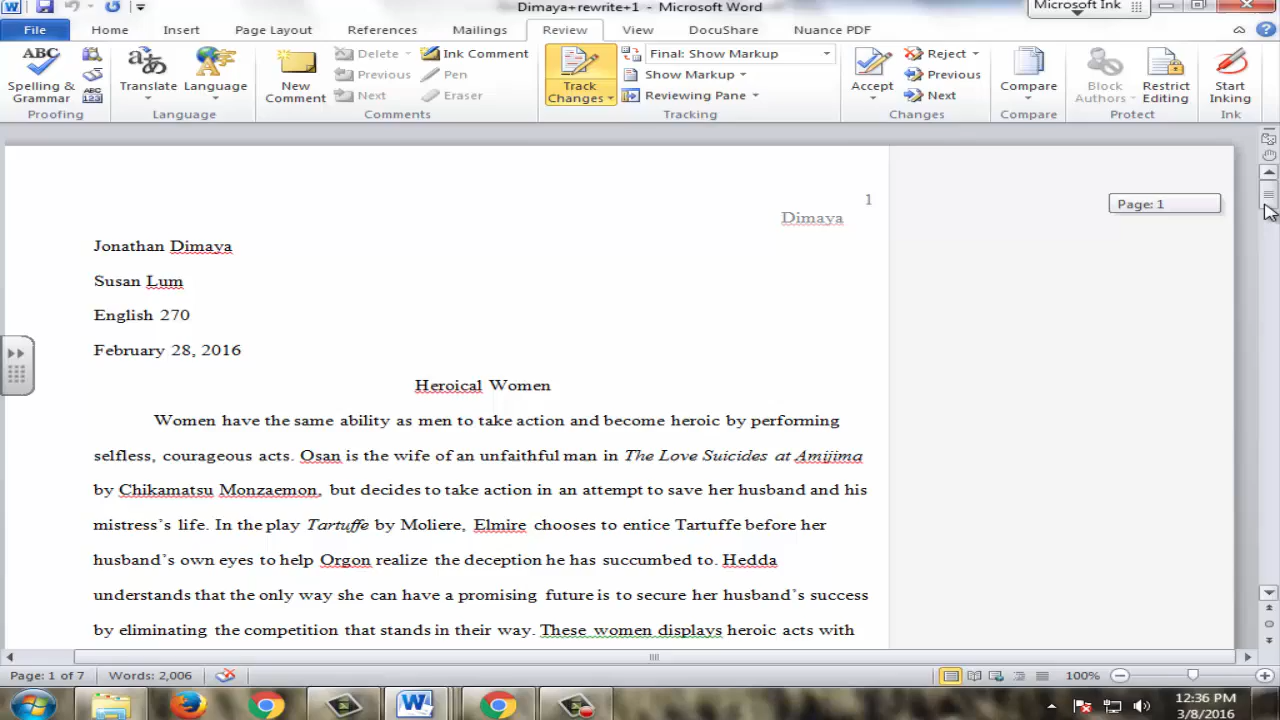 Dimaya+rewrite+1 - Microsoft Word
Microsoft Ink
File Home Insert Page Layout References Mailings Review View DocuShare Nuance PDF
ABC Spelling & Grammar
ABC 123
Proofing
Translate Language
Language
New Comment
Delete
Previous
Next
Ink Comment
Pen
Eraser
Comments
Track Changes
Final: Show Markup
Show Markup
Reviewing Pane
Tracking
Accept
Reject
Previous
Next
Changes
Compare
Compare
Block Authors
Restrict Editing
Protect
Start Inking
Ink
1
Dimaya
Page: 1
Jonathan Dimaya
Susan Lum
English 270
February 28, 2016
Heroical Women
Women have the same ability as men to take action and become heroic by performing
selfless, courageous acts. Osan is the wife of an unfaithful man in The Love Suicides at Amijima
by Chikamatsu Monzaemon, but decides to take action in an attempt to save her husband and his
mistress's life. In the play Tartuffe by Moliere, Elmire chooses to entice Tartuffe before her
husband's own eyes to help Orgon realize the deception he has succumbed to. Hedda
understands that the only way she can have a promising future is to secure her husband's success
by eliminating the competition that stands in their way. These women displays heroic acts with
Page: 1 of 7 Words: 2,006 100%
12:36 PM
3/8/2016